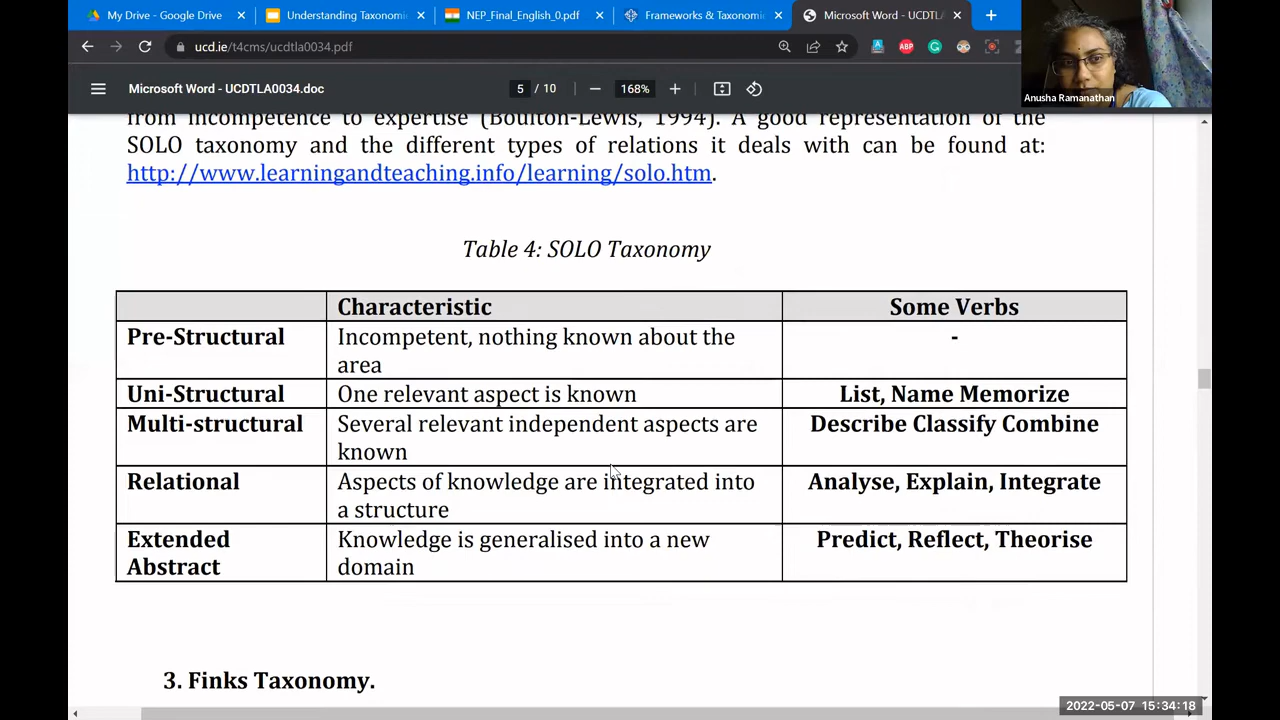 My Drive - Google Drive
Understanding Taxonomi
NEP_Final_English_0.pdf
Frameworks & Taxonomi
Microsoft Word - UCDTLA
ucd.ie/t4cms/ucdtla0034.pdf
ABP
Microsoft Word - UCDTLA0034.doc
5 / 10
168%
Anusha Ramanathan
from incompetence to expertise (Boulton-Lewis, 1994). A good representation of the
SOLO taxonomy and the different types of relations it deals with can be found at:
http://www.learningandteaching.info/learning/solo.htm.
Table 4: SOLO Taxonomy
Characteristic Some Verbs
Pre-Structural Incompetent, nothing known about the -
area
Uni-Structural One relevant aspect is known List, Name Memorize
Multi-structural Several relevant independent aspects are Describe Classify Combine
known
Relational Aspects of knowledge are integrated into Analyse, Explain, Integrate
a structure
Extended Knowledge is generalised into a new Predict, Reflect, Theorise
Abstract domain
3. Finks Taxonomy.
2022-05-07 15:34:18